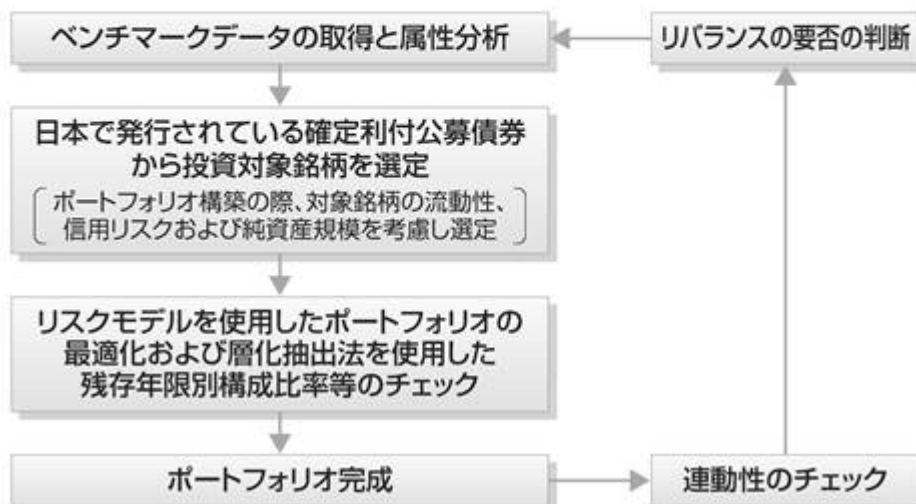 ベンチマークデータの取得と属性分析
リバランスの要否の判断
日本で発行されている確定利付公募債券
から投資対象銘柄を選定
ポートフォリオ構築の際、対象銘柄の流動性、
信用リスクおよび純資産規模を考慮し選定
リスクモデルを使用したポートフォリオの
最適化および層化抽出法を使用した
残存年限別構成比率等のチェック
ポートフォリオ完成
連動性のチェック